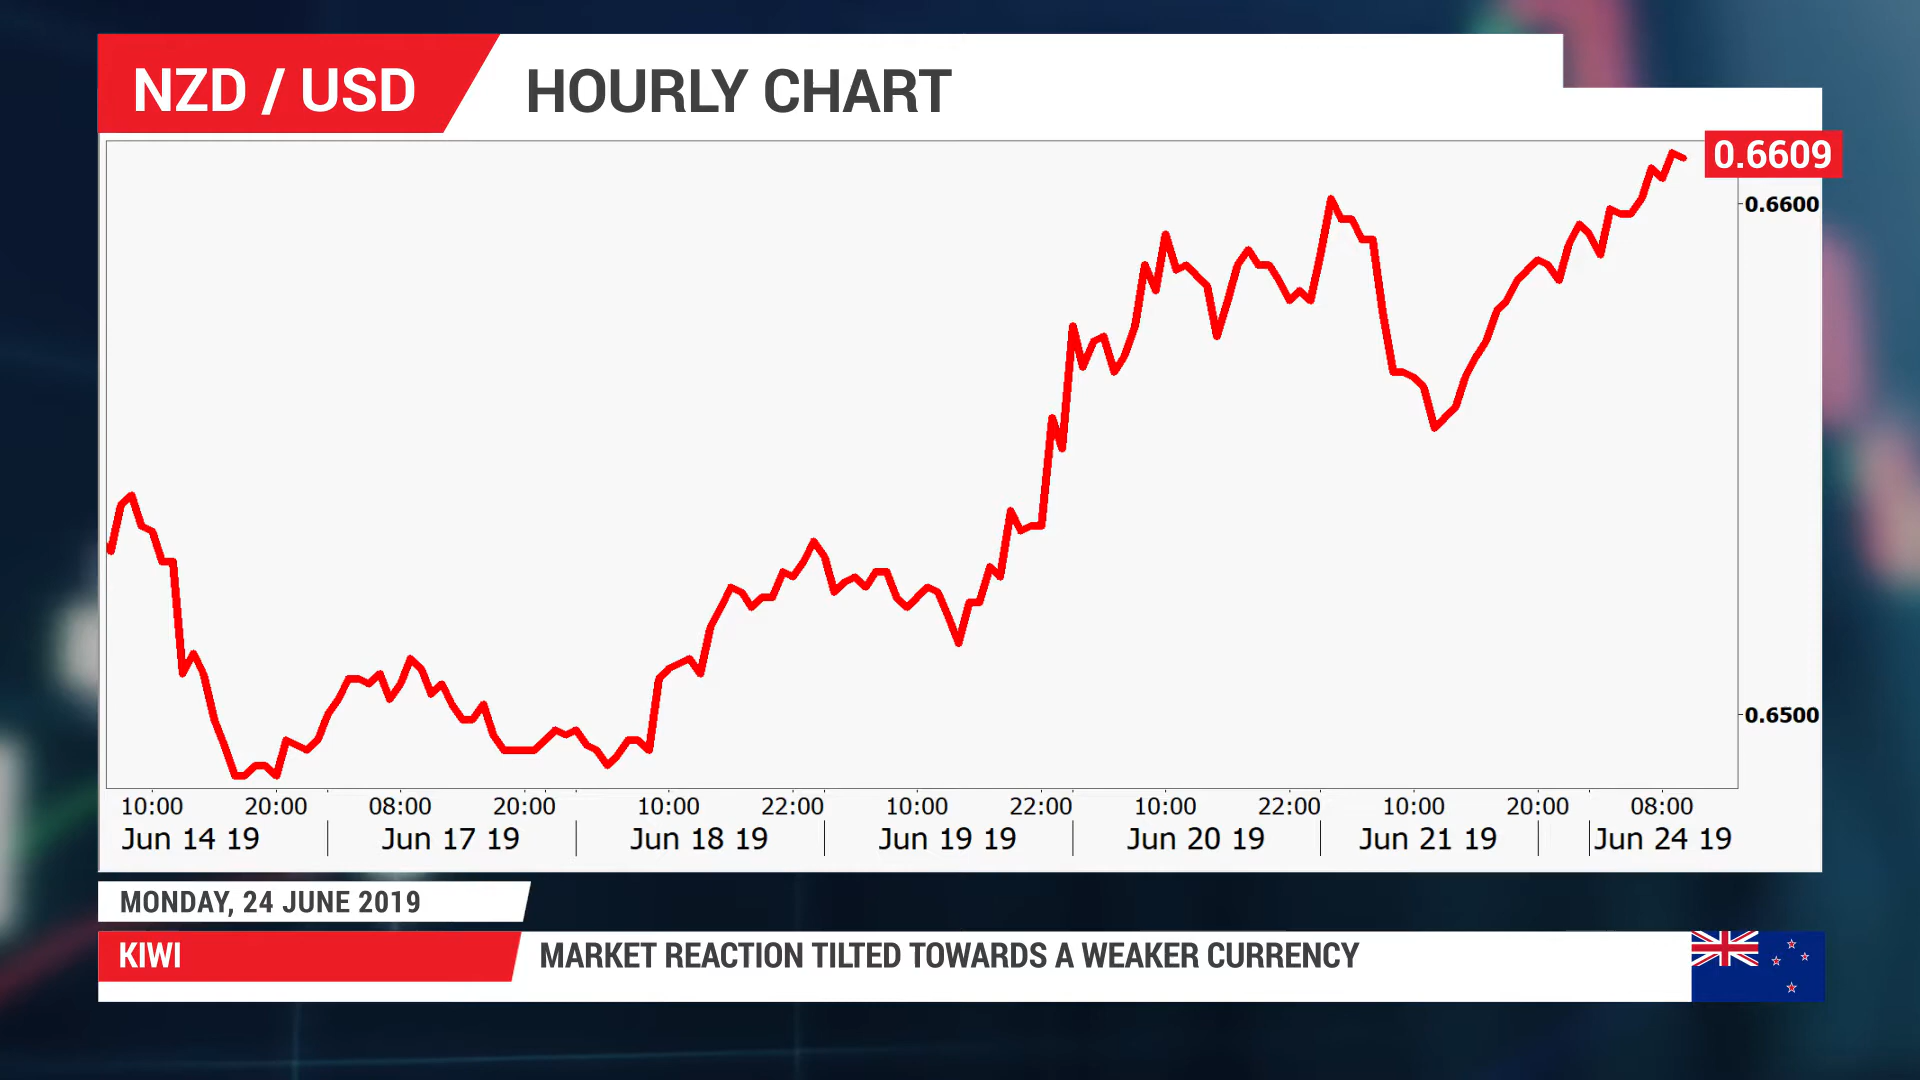 NZD / USD
HOURLY CHART
0.6609
0.6600
0.6500
10:00 20:00 08:00 20:00 10:00 22:00 10:00 22:00 10:00 22:00 10:00 20:00 08:00
Jun 14 19 Jun 17 19 Jun 18 19 Jun 19 19 Jun 20 19 Jun 21 19 Jun 24 19
MONDAY, 24 JUNE 2019
KIWI
MARKET REACTION TILTED TOWARDS A WEAKER CURRENCY